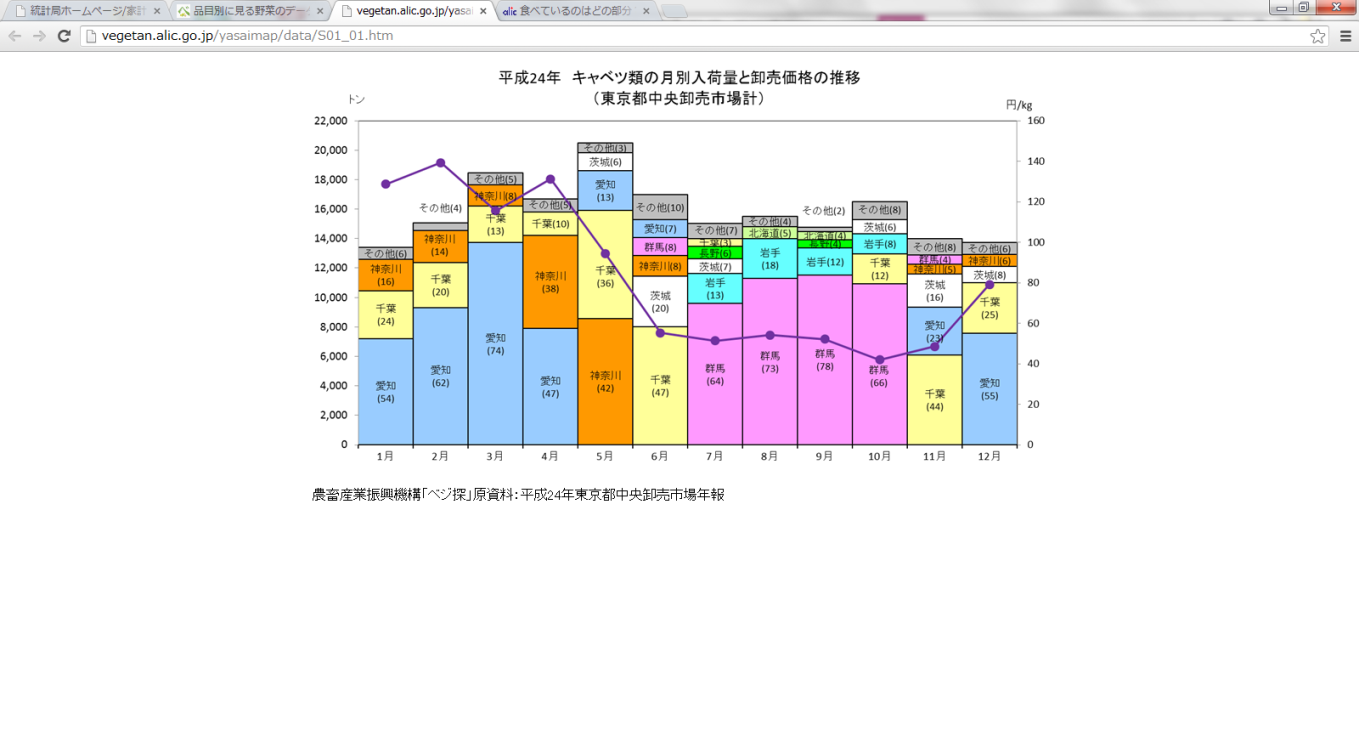 統計局ホームページ/家計
品目別に見る野菜のデー
vegetan.alic.go.jp/yasai
alic 食べているのはどの部分
vegetan.alic.go.jp/yasaimap/data/S01_01.htm
平成24年 キャベツ類の月別入荷量と卸売価格の推移
（東京都中央卸売市場計）
トン
円/kg
22,000
20,000
18,000
16,000
14,000
12,000
10,000
8,000
6,000
4,000
2,000
0
その他(6)
神奈川
(16)
千葉
(24)
愛知
(54)
その他(4)
神奈川
(14)
千葉
(20)
愛知
(62)
その他(5)
神奈川(8)
千葉
(13)
愛知
(74)
その他(5)
千葉(10)
神奈川
(38)
愛知
(47)
その他(3)
茨城(6)
愛知
(13)
千葉
(36)
神奈川
(42)
その他(10)
愛知(7)
群馬(8)
神奈川(8)
茨城
(20)
千葉
(47)
その他(7)
千葉(3)
長野(6)
茨城(7)
岩手
(13)
群馬
(64)
その他(4)
北海道(5)
岩手
(18)
群馬
(73)
その他(2)
北海道(4)
長野(4)
岩手(12)
群馬
(78)
その他(8)
茨城(6)
岩手(8)
千葉
(12)
群馬
(66)
その他(8)
群馬(4)
神奈川(5)
茨城
(16)
愛知
(23)
千葉
(44)
その他(6)
神奈川(6)
茨城(8)
千葉
(25)
愛知
(55)
160
140
120
100
80
60
40
20
0
1月 2月 3月 4月 5月 6月 7月 8月 9月 10月 11月 12月
農畜産業振興機構「ベジ探」原資料：平成24年東京都中央卸売市場年報